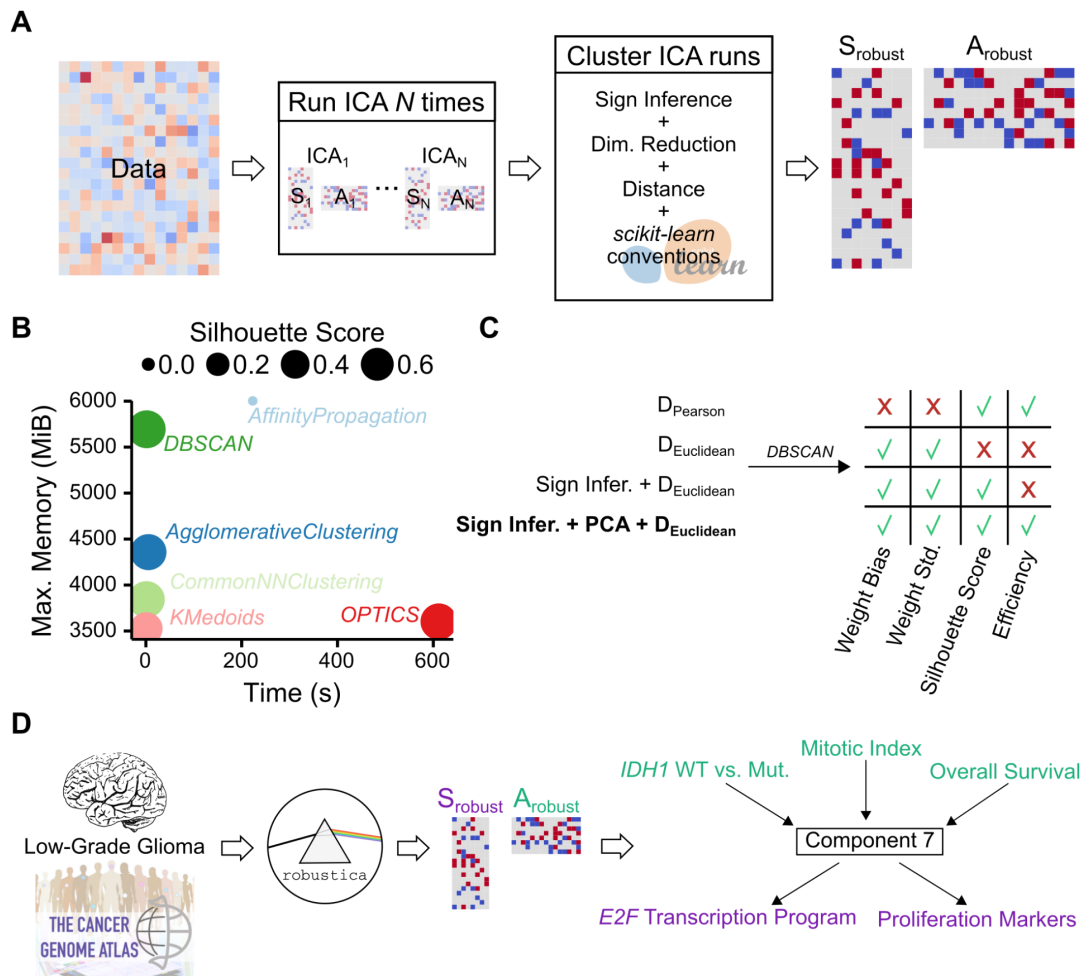 A
Data
Run ICA N times
ICA1
ICAN
S1
A1
...
SN
AN
Cluster ICA runs
Sign Inference
+
Dim. Reduction
+
Distance
+
scikit-learn
conventions
learn
Srobust
Arobust
B
Silhouette Score
0.0
0.2
0.4
0.6
Max. Memory (MiB)
6000
5500
5000
4500
4000
3500
AffinityPropagation
DBSCAN
AgglomerativeClustering
CommonNNClustering
KMedoids
OPTICS
0
200
400
600
Time (s)
C
DPearson
X X ✓ ✓
DEuclidean
DBSCAN
✓ ✓ X X
Sign Infer. + DEuclidean
✓ ✓ ✓ X
Sign Infer. + PCA + DEuclidean
✓ ✓ ✓ ✓
Weight Bias
Weight Std.
Silhouette Score
Efficiency
D
Low-Grade Glioma
THE CANCER
GENOME ATLAS
robustica
Srobust
Arobust
IDH1 WT vs. Mut.
Mitotic Index
Overall Survival
Component 7
E2F Transcription Program
Proliferation Markers